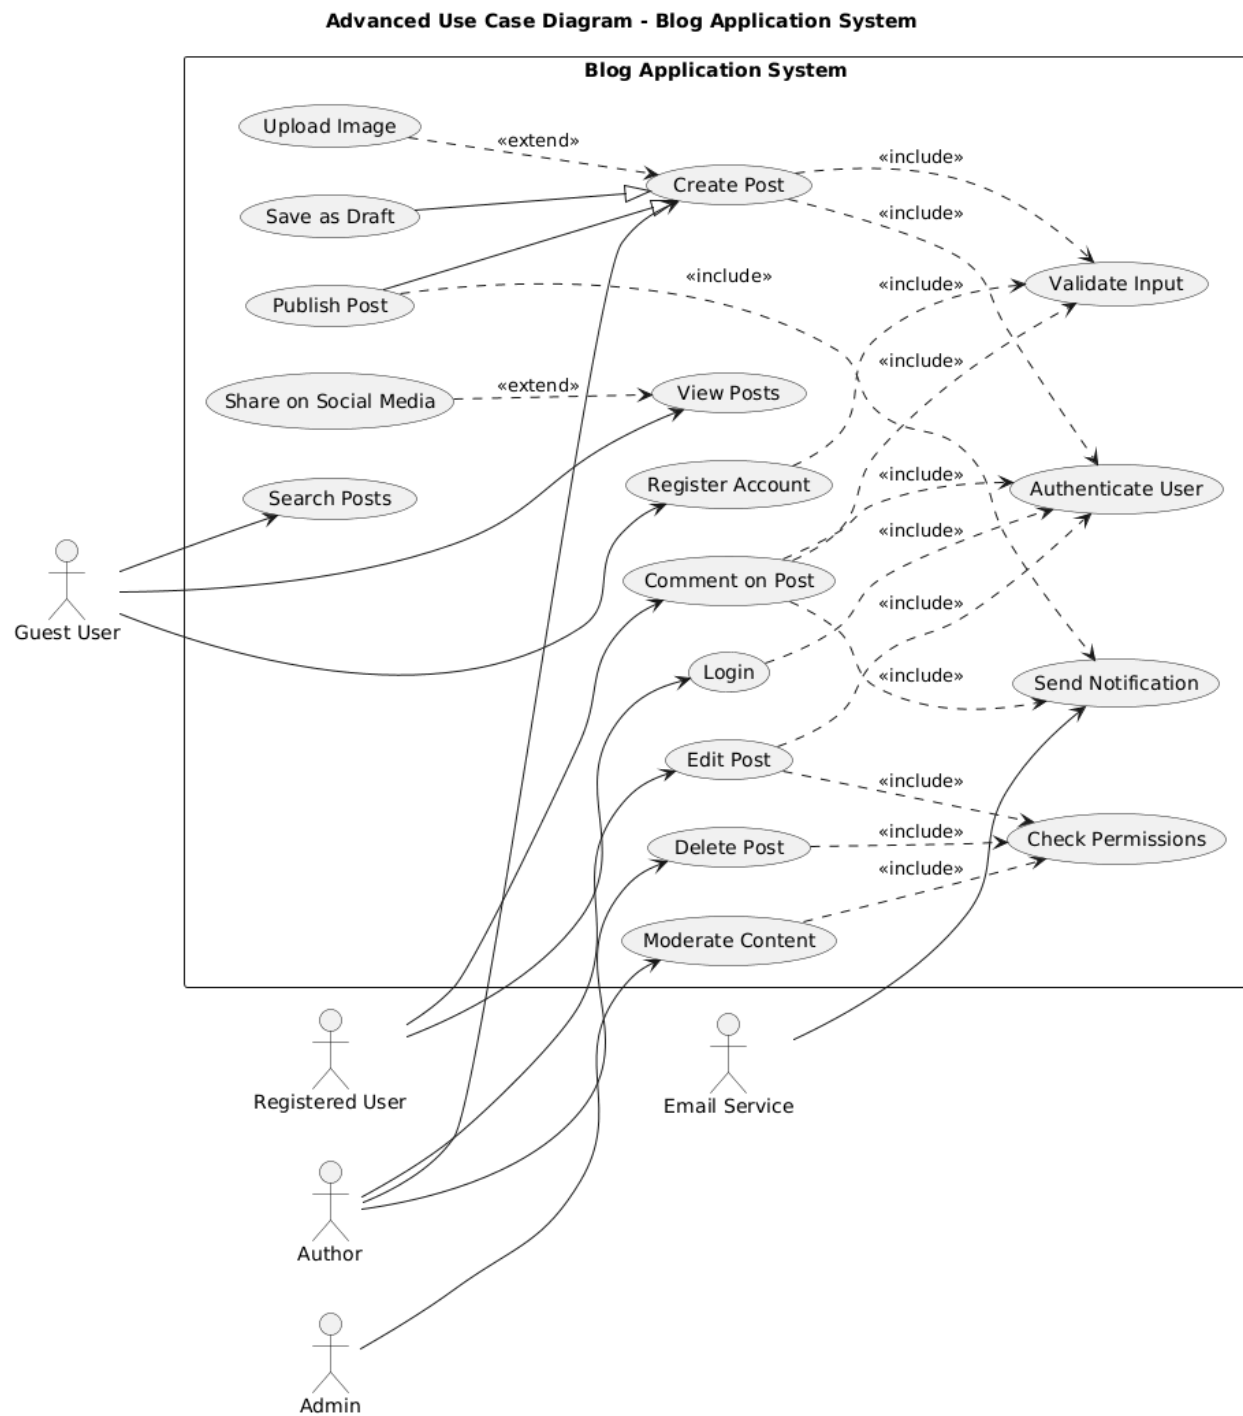 Advanced Use Case Diagram - Blog Application System
Blog Application System
Upload Image
«extend»
«include»
Create Post
Save as Draft
«include»
Publish Post
«include»
«include»
Validate Input
«include»
Share on Social Media
«extend»
View Posts
Search Posts
Register Account
«include»
Authenticate User
«include»
Guest User
Comment on Post
«include»
Login
«include»
Send Notification
Edit Post
«include»
Delete Post
«include»
Check Permissions
«include»
Moderate Content
Registered User
Email Service
Author
Admin